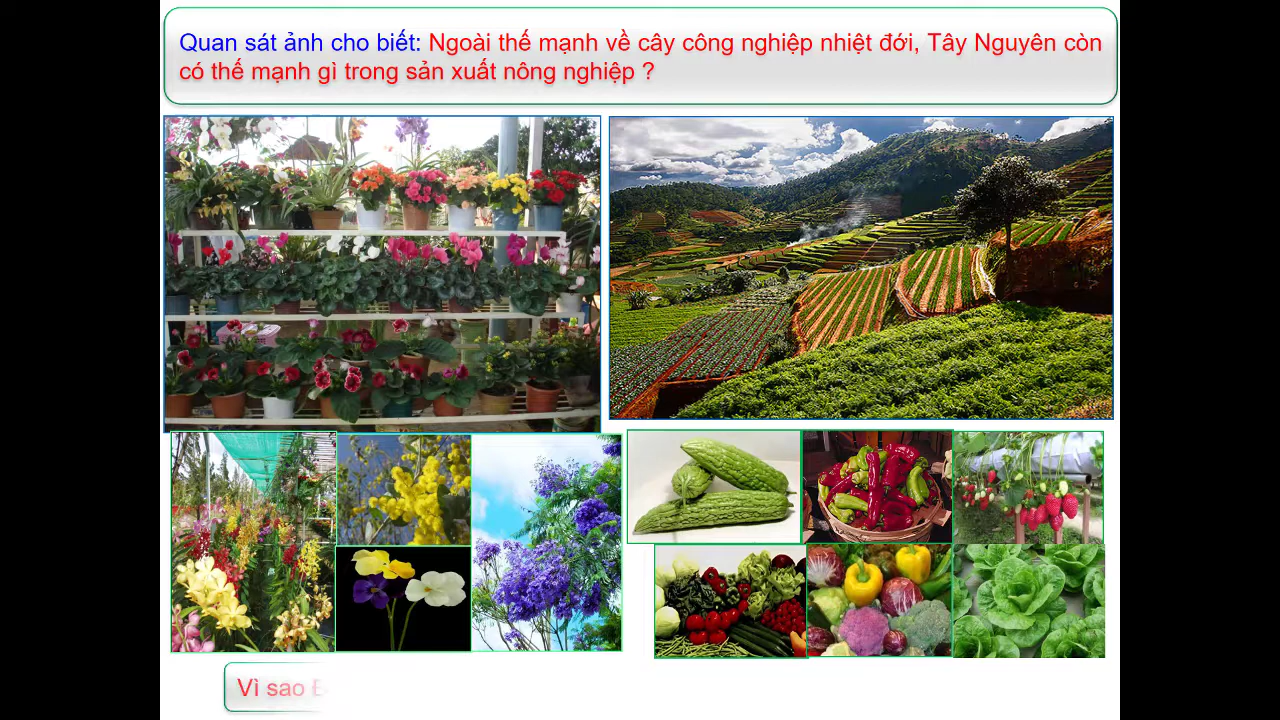 Quan sát ảnh cho biết: Ngoài thế mạnh về cây công nghiệp nhiệt đới, Tây Nguyên còn
có thế mạnh gì trong sản xuất nông nghiệp ?
Vì sao